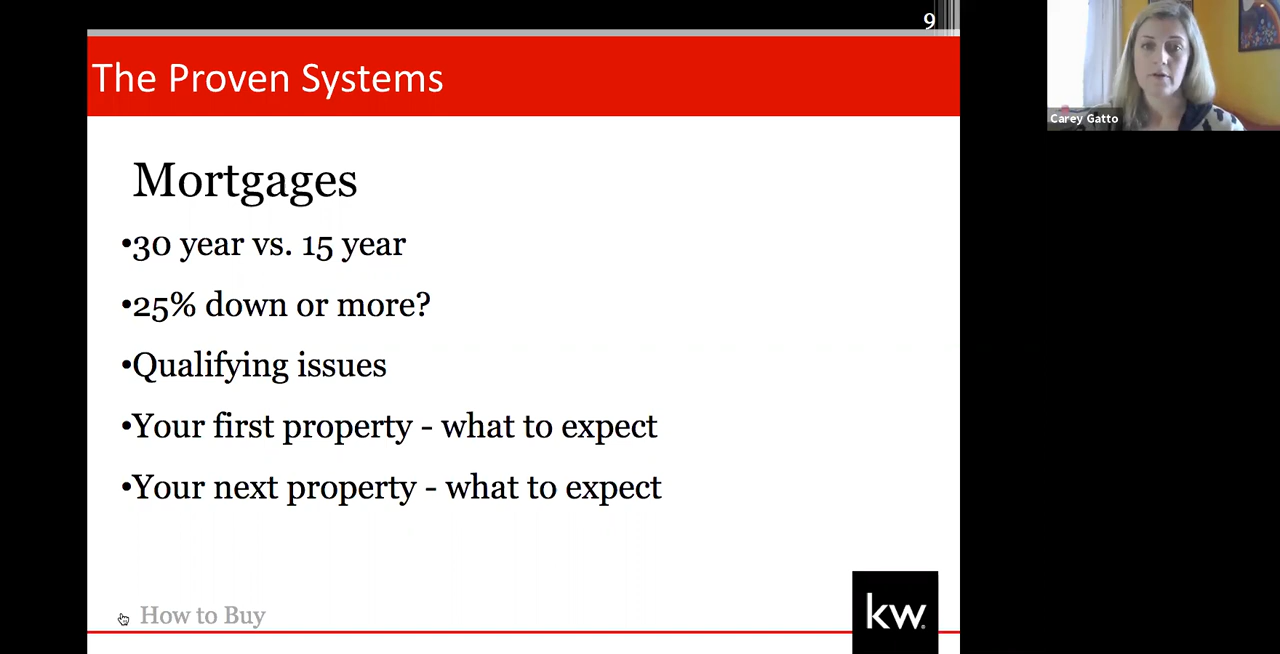 9
The Proven Systems
Carey Gatto
Mortgages
•30 year vs. 15 year
•25% down or more?
•Qualifying issues
•Your first property - what to expect
•Your next property - what to expect
How to Buy
kw.